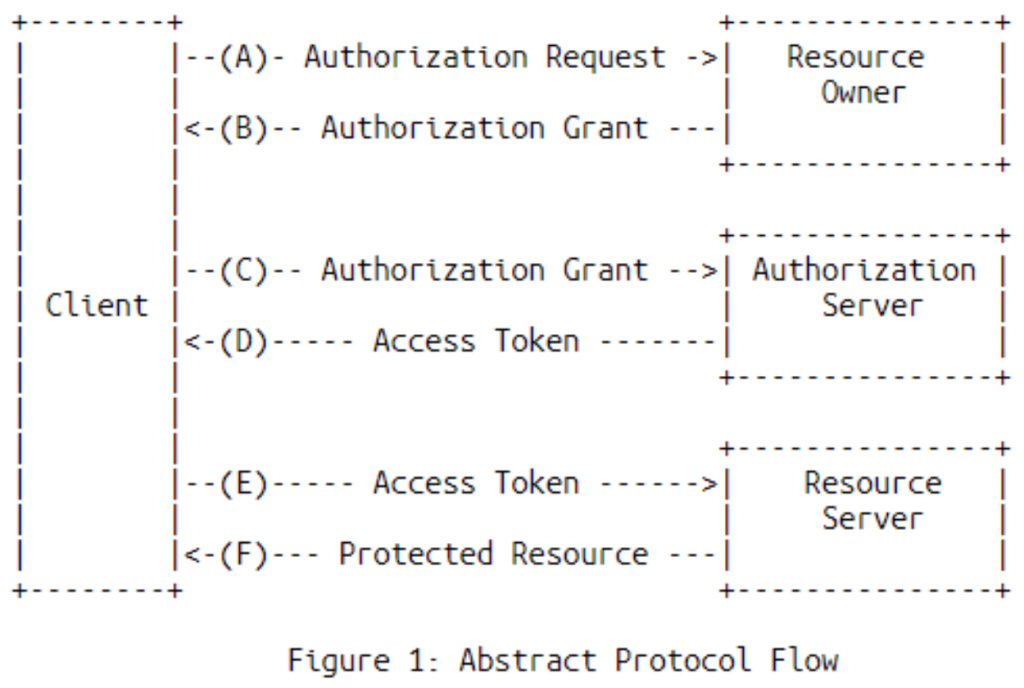 +--------+                               +---------------+
|        |--(A)- Authorization Request ->|   Resource    |
|        |                               |     Owner     |
|        |<-(B)-- Authorization Grant ---|               |
|        |                               +---------------+
|        |
|        |                               +---------------+
|        |--(C)-- Authorization Grant -->| Authorization |
| Client |                               |     Server    |
|        |<-(D)----- Access Token -------|               |
|        |                               +---------------+
|        |
|        |                               +---------------+
|        |--(E)----- Access Token ------>|    Resource   |
|        |                               |     Server    |
|        |<-(F)--- Protected Resource ---|               |
+--------+                               +---------------+
Figure 1: Abstract Protocol Flow